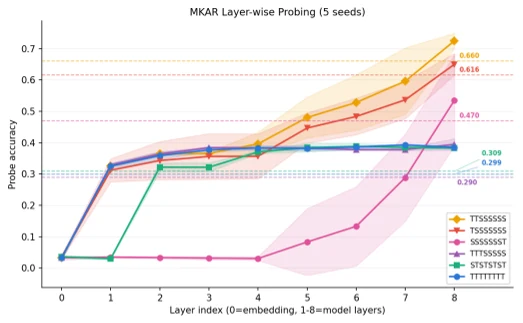 MKAR Layer-wise Probing (5 seeds)
Probe accuracy
0.7
0.6
0.5
0.4
0.3
0.2
0.1
0.0
0.660
0.616
0.470
0.309
0.299
0.290
TTSSSSSS
TSSSSSSS
SSSSSSST
TTTSSSSS
STSTSTST
TTTTTTTT
0 1 2 3 4 5 6 7 8
Layer index (0=embedding, 1-8=model layers)